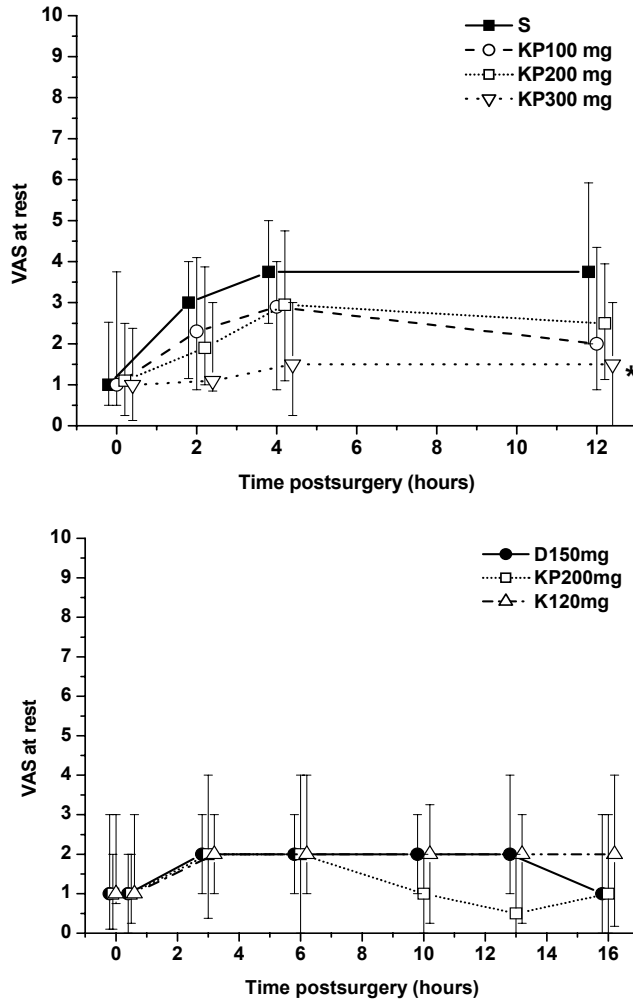 10
9
8
7
6
5
4
3
2
1
0
VAS at rest
S
KP100 mg
KP200 mg
KP300 mg
*
0 2 4 6 8 10 12
Time postsurgery (hours)
10
9
8
7
6
5
4
3
2
1
0
VAS at rest
D150mg
KP200mg
K120mg
0 2 4 6 8 10 12 14 16
Time postsurgery (hours)